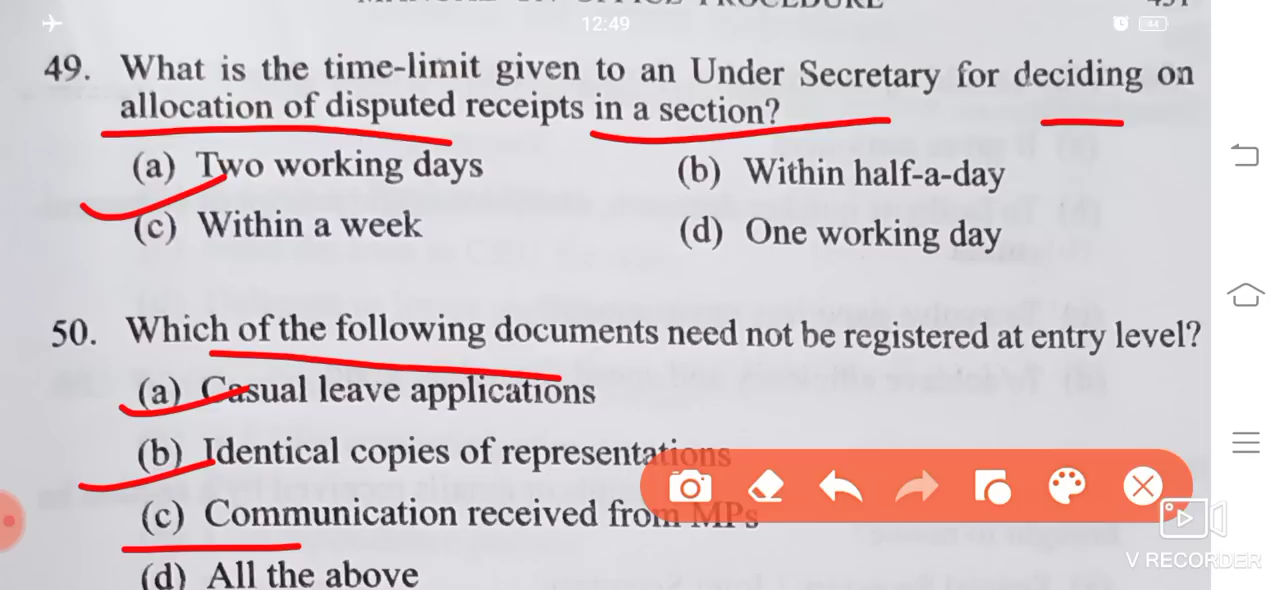 12:49
84
49. What is the time-limit given to an Under Secretary for deciding on
allocation of disputed receipts in a section?
(a) Two working days (b) Within half-a-day
(c) Within a week (d) One working day
50. Which of the following documents need not be registered at entry level?
(a) Casual leave applications
(b) Identical copies of representations
(c) Communication received from MPs
(d) All the above
V RECORDER